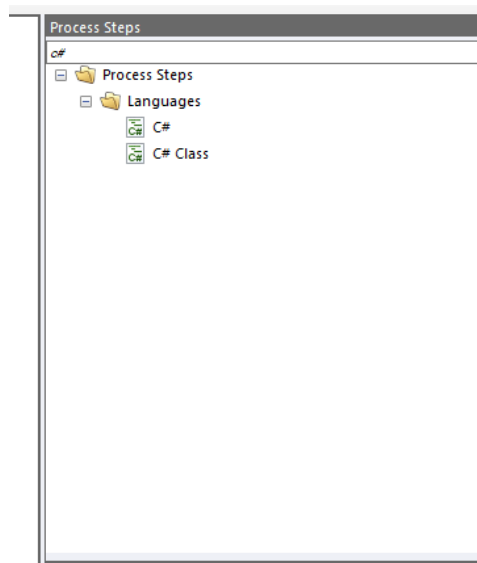 Process Steps
c#
Process Steps
Languages
C# C#
C# C# Class